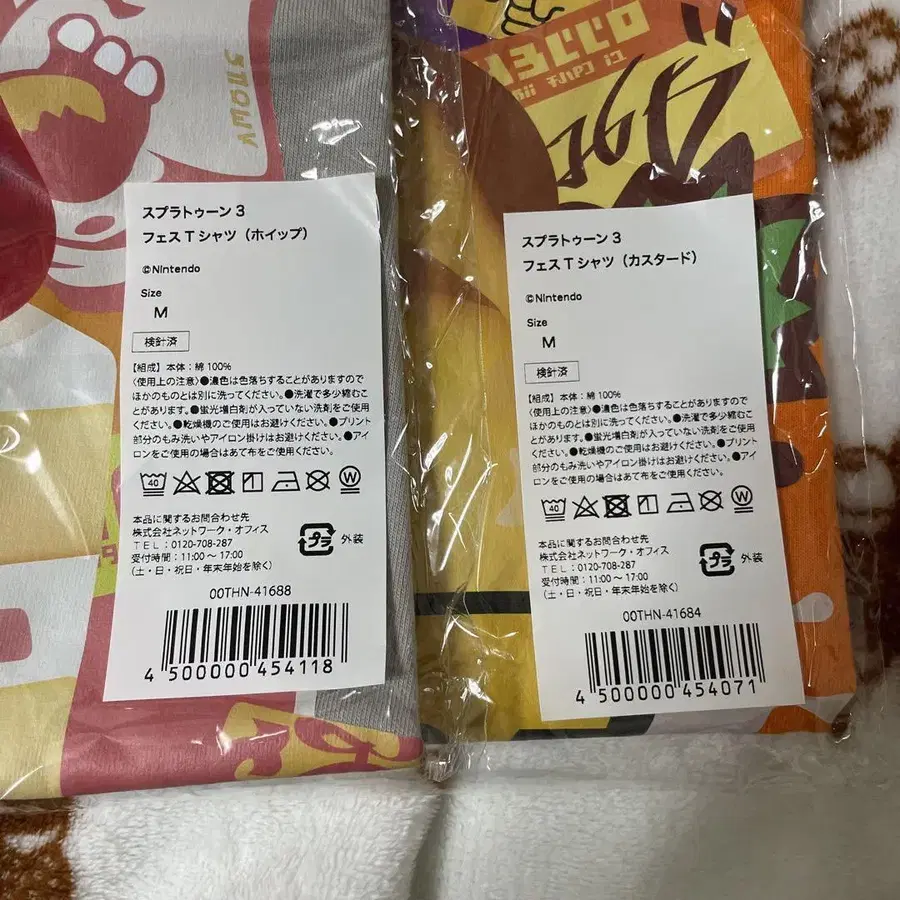 スプラトゥーン 3
フェス T シャツ（ホイップ）
©Nintendo
Size
M
検針済
【組成】本体：綿 100%
〈使用上の注意〉●濃色は色落ちすることがありますので
ほかのものとは別に洗ってください。●洗濯で多少縮むこ
とがあります。●蛍光増白剤が入っていない洗剤をご使用
ください。●乾燥機のご使用はお避けください。●プリント
部分のもみ洗いやアイロン掛けはお避けください。●アイ
ロンをご使用の場合はあて布をご使用ください。
40
W
本品に関するお問合わせ先
株式会社ネットワーク・オフィス
TEL：0120-708-287
受付時間：11:00～17:00
(土・日・祝日・年末年始を除く)
プラ
外装
00THN-41688
4 500000 454118
スプラトゥーン 3
フェス T シャツ（カスタード）
©Nintendo
Size
M
検針済
【組成】本体：綿 100%
〈使用上の注意〉●濃色は色落ちすることがありますので
ほかのものとは別に洗ってください。●洗濯で多少縮むこ
とがあります。●蛍光増白剤が入っていない洗剤をご使用
ください。●乾燥機のご使用はお避けください。●プリント
部分のもみ洗いやアイロン掛けはお避けください。●アイ
ロンをご使用の場合はあて布をご使用ください。
40
W
本品に関するお問合わせ先
株式会社ネットワーク・オフィス
TEL：0120-708-287
受付時間：11:00～17:00
(土・日・祝日・年末年始を除く)
プラ
外装
00THN-41684
4 500000 454071